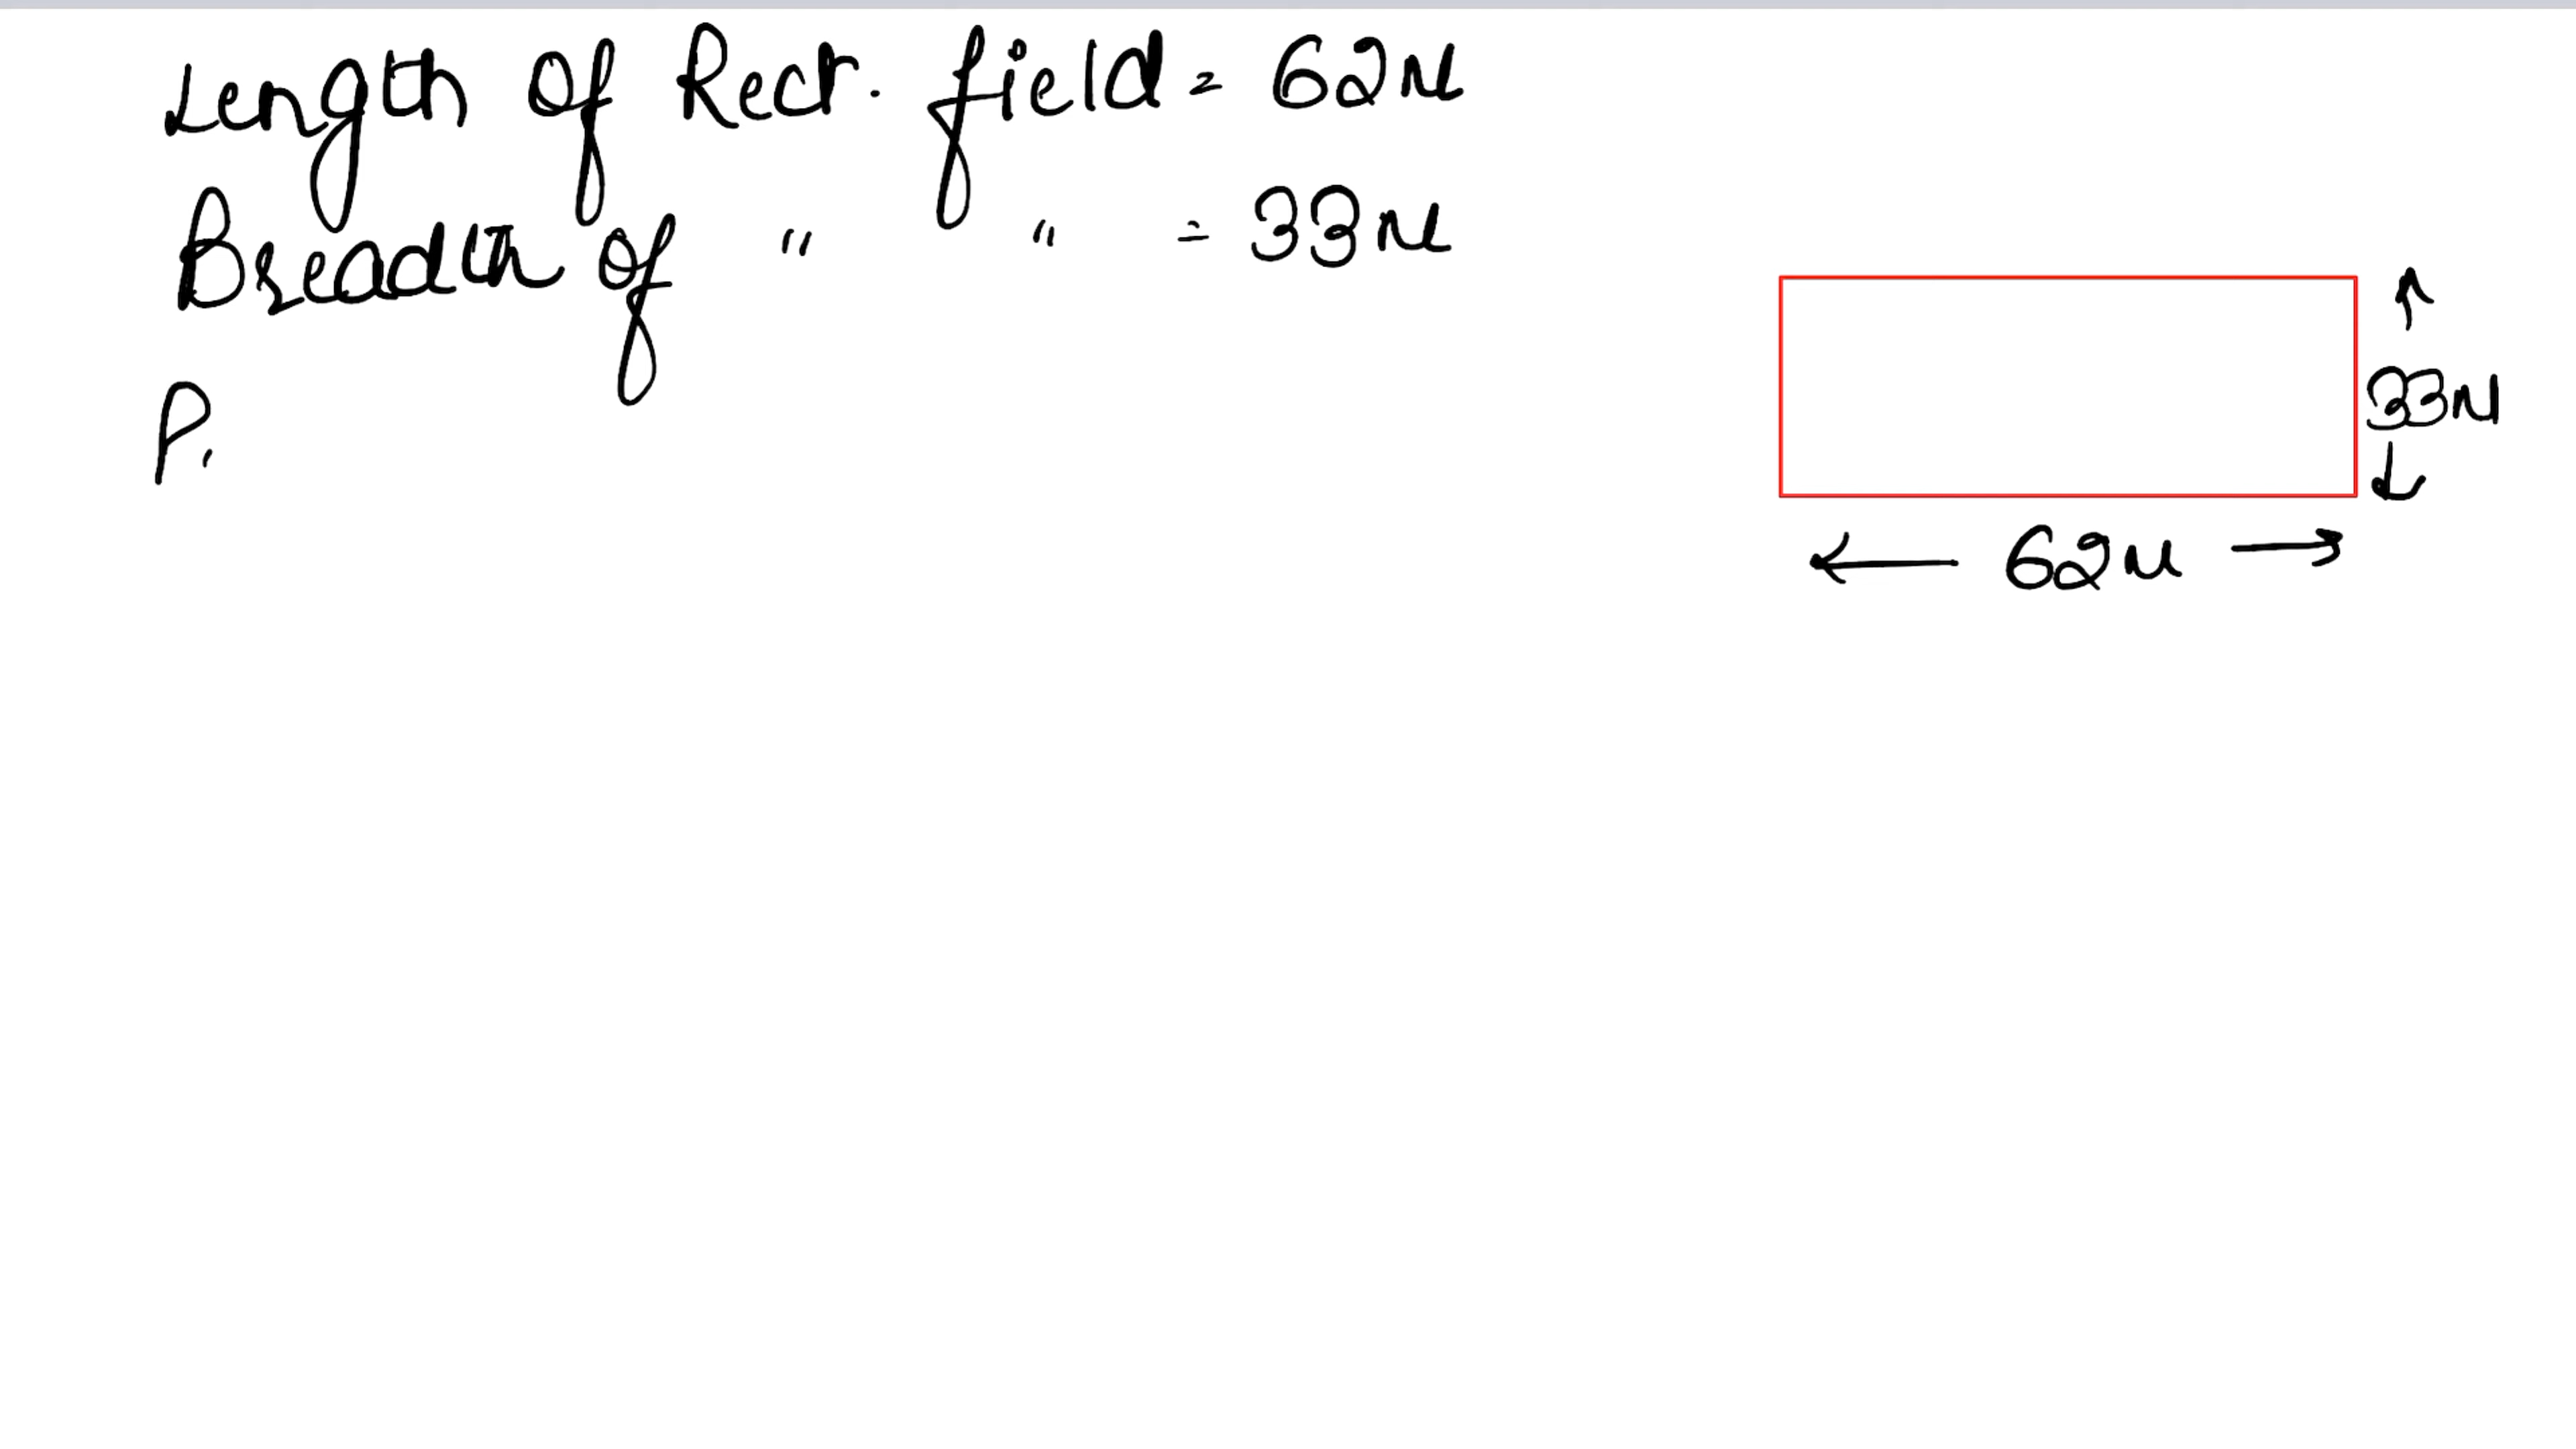 Length of Rect. field = 62m
Breadth of " " = 33m
P.
33m
62m